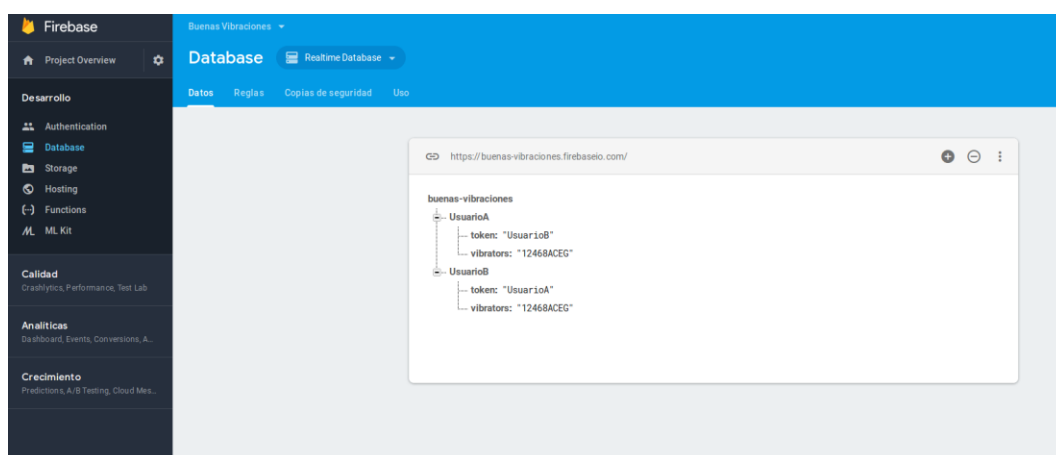 Firebase
Project Overview
Desarrollo
Authentication
Database
Storage
Hosting
Functions
ML Kit
Calidad
Crashlytics, Performance, Test Lab
Analíticas
Dashboard, Events, Conversions, A...
Crecimiento
Predictions, A/B Testing, Cloud Mes...
Buenas Vibraciones
Database Realtime Database
Datos Reglas Copias de seguridad Uso
https://buenas-vibraciones.firebaseio.com/
buenas-vibraciones
UsuarioA
token: "UsuarioB"
vibrators: "12468ACEG"
UsuarioB
token: "UsuarioA"
vibrators: "12468ACEG"